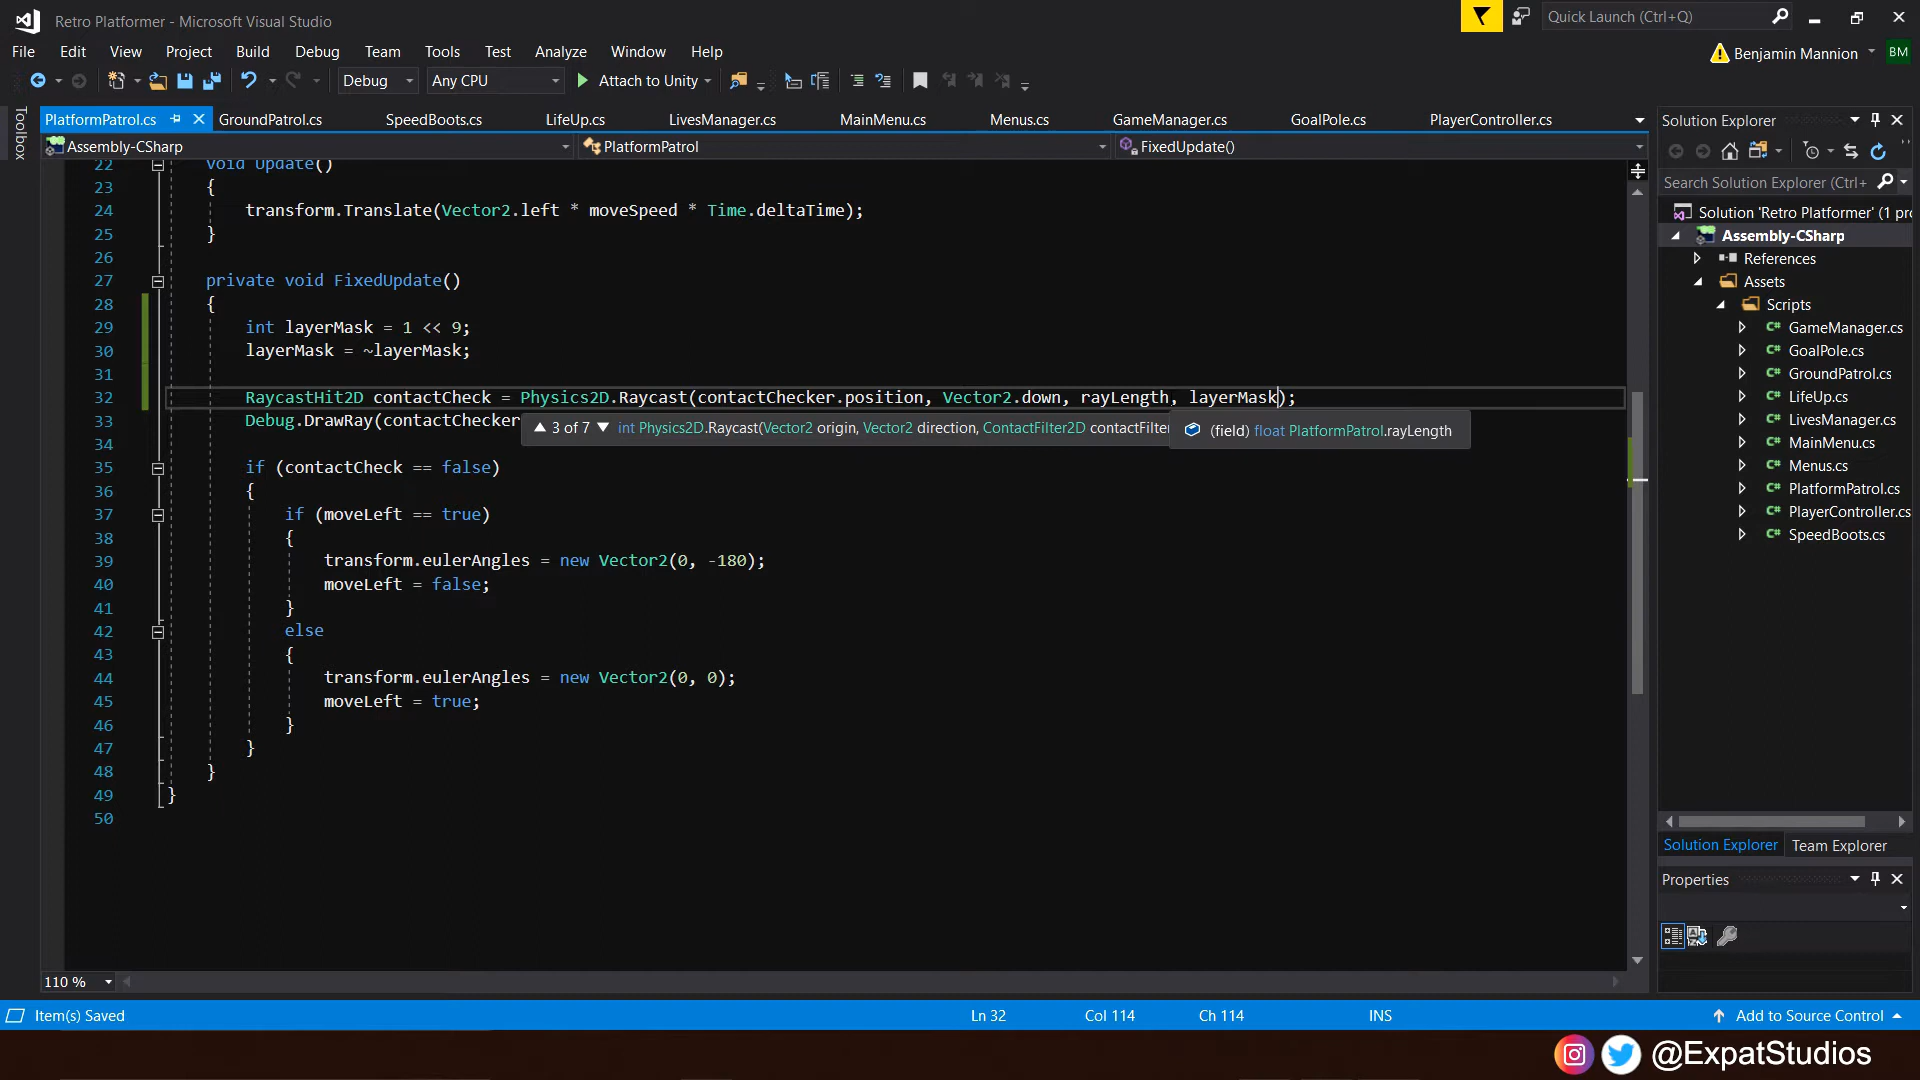 Retro Platformer - Microsoft Visual Studio
Quick Launch (Ctrl+Q)
File Edit View Project Build Debug Team Tools Test Analyze Window Help
Benjamin Mannion BM
Debug Any CPU Attach to Unity
Toolbox
PlatformPatrol.cs GroundPatrol.cs SpeedBoots.cs LifeUp.cs LivesManager.cs MainMenu.cs Menus.cs GameManager.cs GoalPole.cs PlayerController.cs
Assembly-CSharp PlatformPatrol FixedUpdate()
22 void Update()
23 {
24 transform.Translate(Vector2.left * moveSpeed * Time.deltaTime);
25 }
26
27 private void FixedUpdate()
28 {
29 int layerMask = 1 << 9;
30 layerMask = ~layerMask;
31
32 RaycastHit2D contactCheck = Physics2D.Raycast(contactChecker.position, Vector2.down, rayLength, layerMask);
33 Debug.DrawRay(contactChecker
3 of 7 int Physics2D.Raycast(Vector2 origin, Vector2 direction, ContactFilter2D contactFilter
(field) float PlatformPatrol.rayLength
35 if (contactCheck == false)
36 {
37 if (moveLeft == true)
38 {
39 transform.eulerAngles = new Vector2(0, -180);
40 moveLeft = false;
41 }
42 else
43 {
44 transform.eulerAngles = new Vector2(0, 0);
45 moveLeft = true;
46 }
47 }
48 }
49 }
50
110 %
Solution Explorer
Search Solution Explorer (Ctrl+
Solution 'Retro Platformer' (1 pro
Assembly-CSharp
References
Assets
Scripts
C# GameManager.cs
C# GoalPole.cs
C# GroundPatrol.cs
C# LifeUp.cs
C# LivesManager.cs
C# MainMenu.cs
C# Menus.cs
C# PlatformPatrol.cs
C# PlayerController.cs
C# SpeedBoots.cs
Solution Explorer Team Explorer
Properties
Item(s) Saved Ln 32 Col 114 Ch 114 INS Add to Source Control
@ExpatStudios